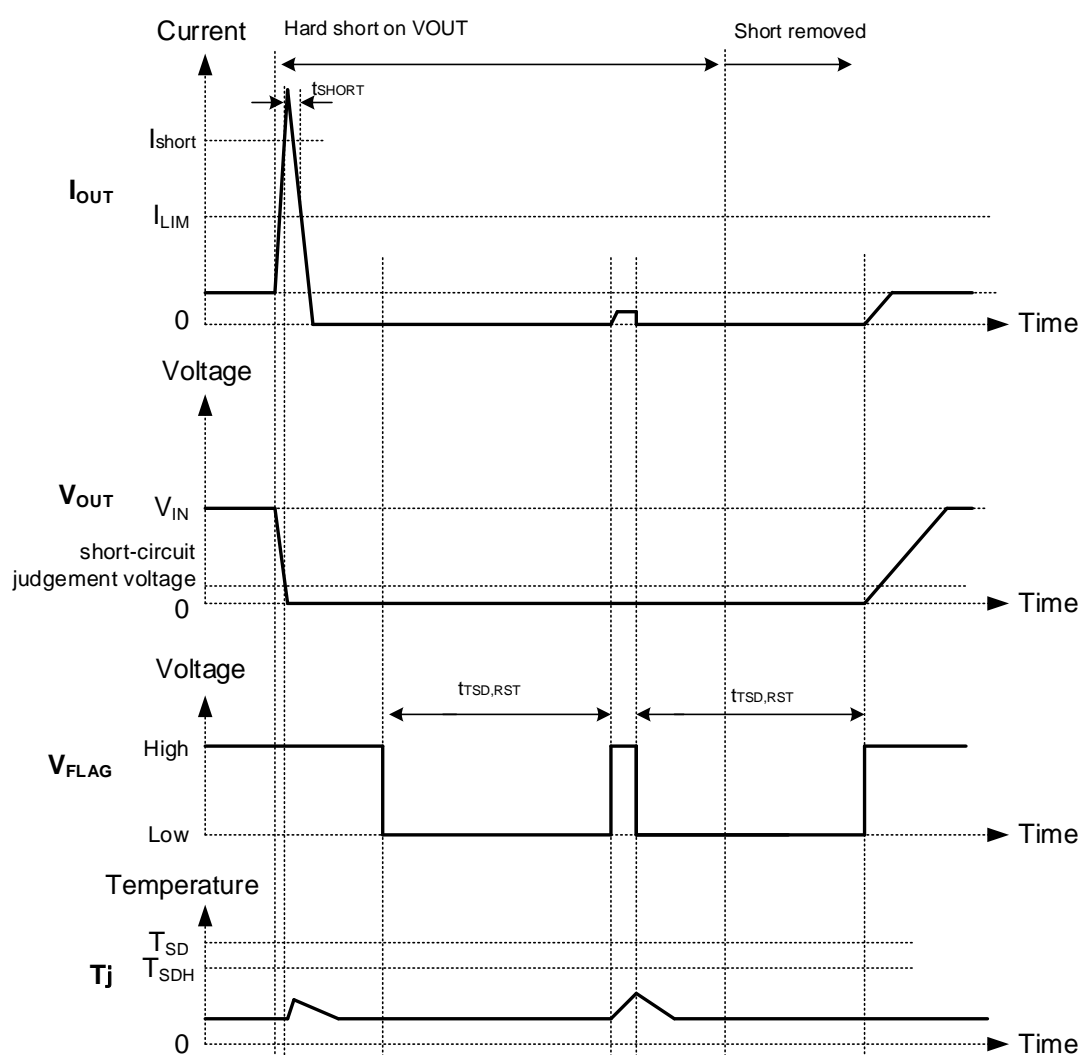 Current
Hard short on VOUT
Short removed
tSHORT
Ishort
IOUT
ILIM
0
Time
Voltage
VOUT
VIN
short-circuit
judgement voltage
0
Time
Voltage
tTSD,RST
tTSD,RST
High
VFLAG
Low
Time
Temperature
TSD
TSDH
Tj
0
Time